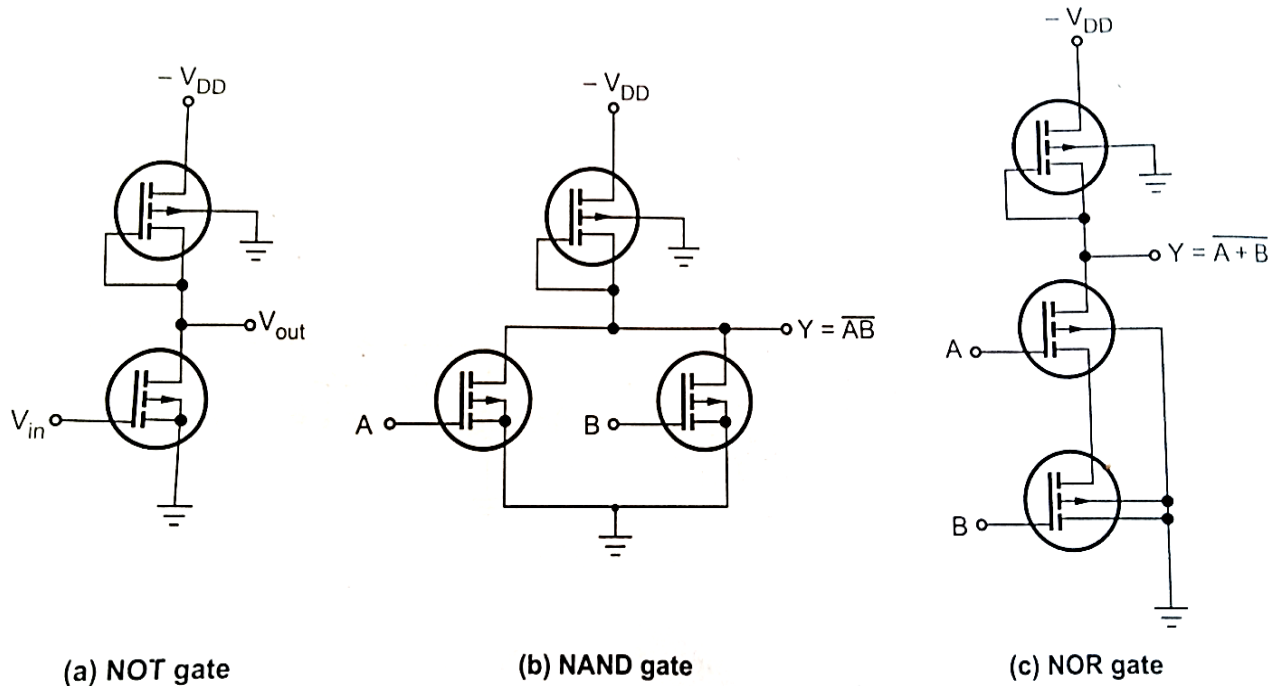 − V_DD
V_out
V_in
(a) NOT gate
− V_DD
Y = \overline{AB}
A
B
(b) NAND gate
− V_DD
Y = \overline{A + B}
A
B
(c) NOR gate